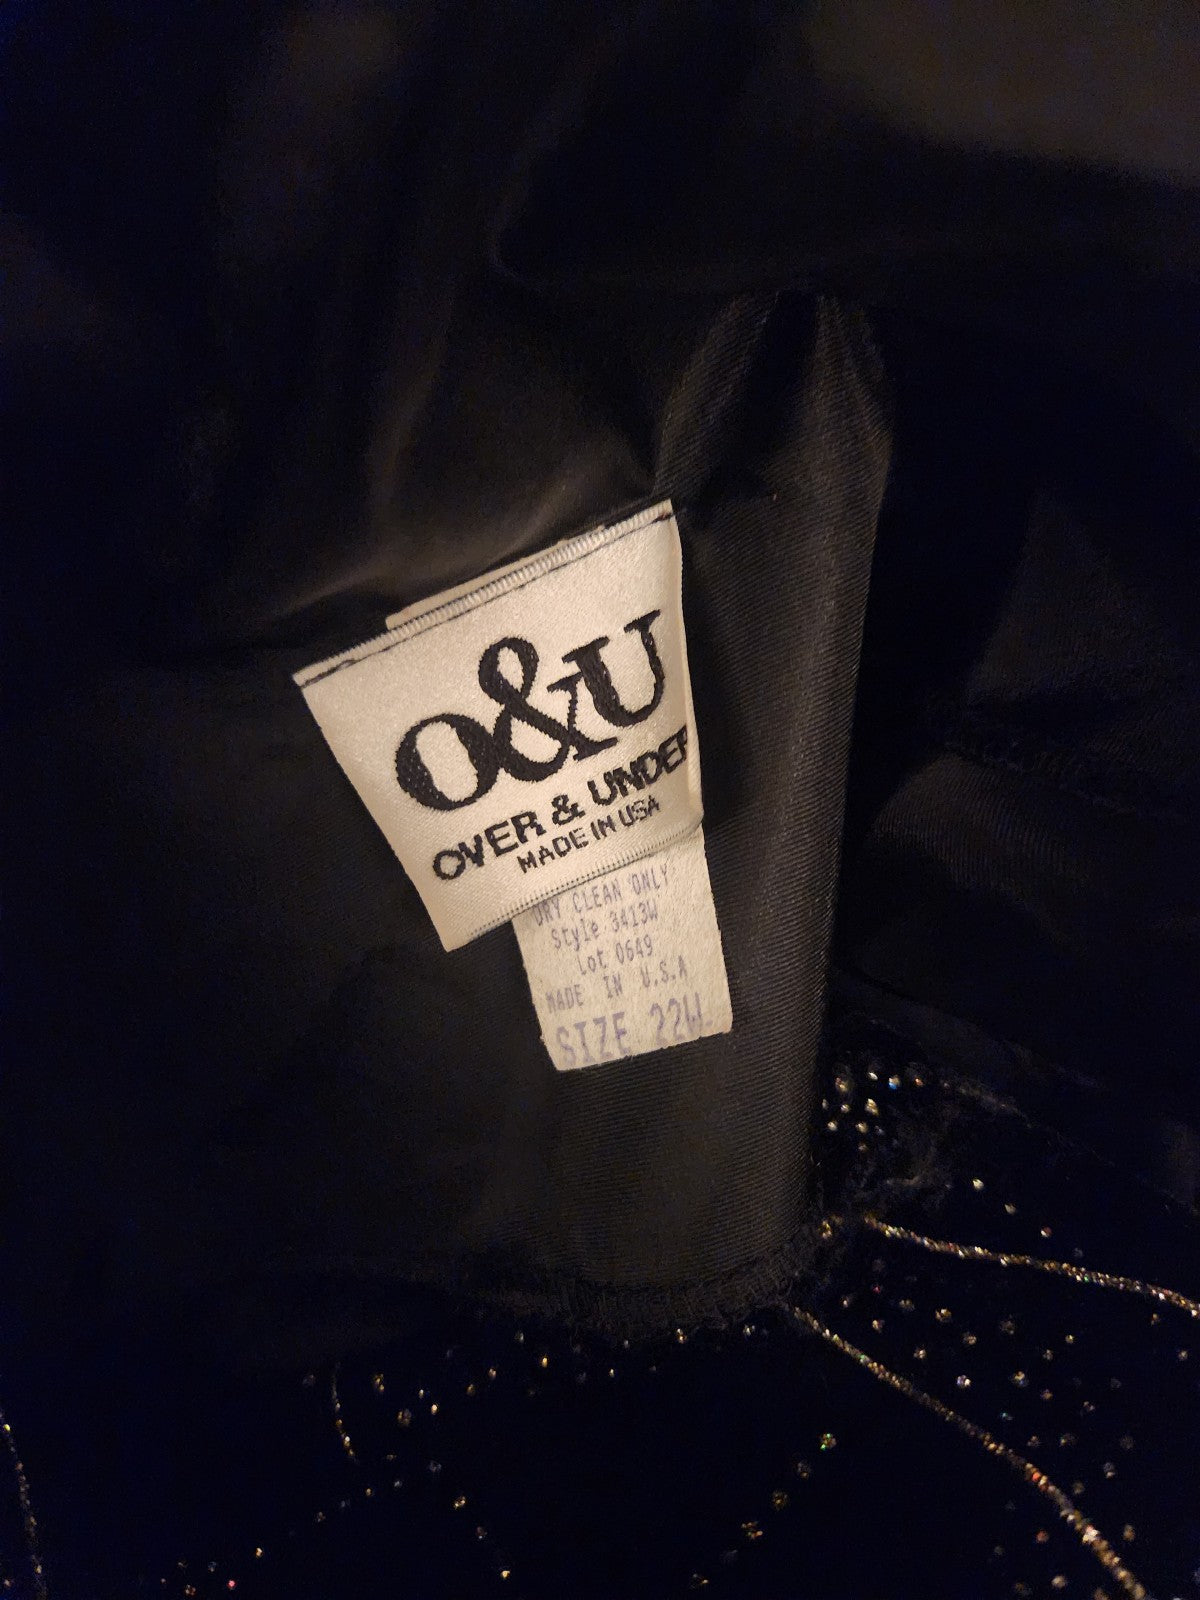 O&U
OVER & UNDER
MADE IN USA
DRY CLEAN ONLY
Style 3413W
Lot 0649
MADE IN U.S.A
SIZE 22W